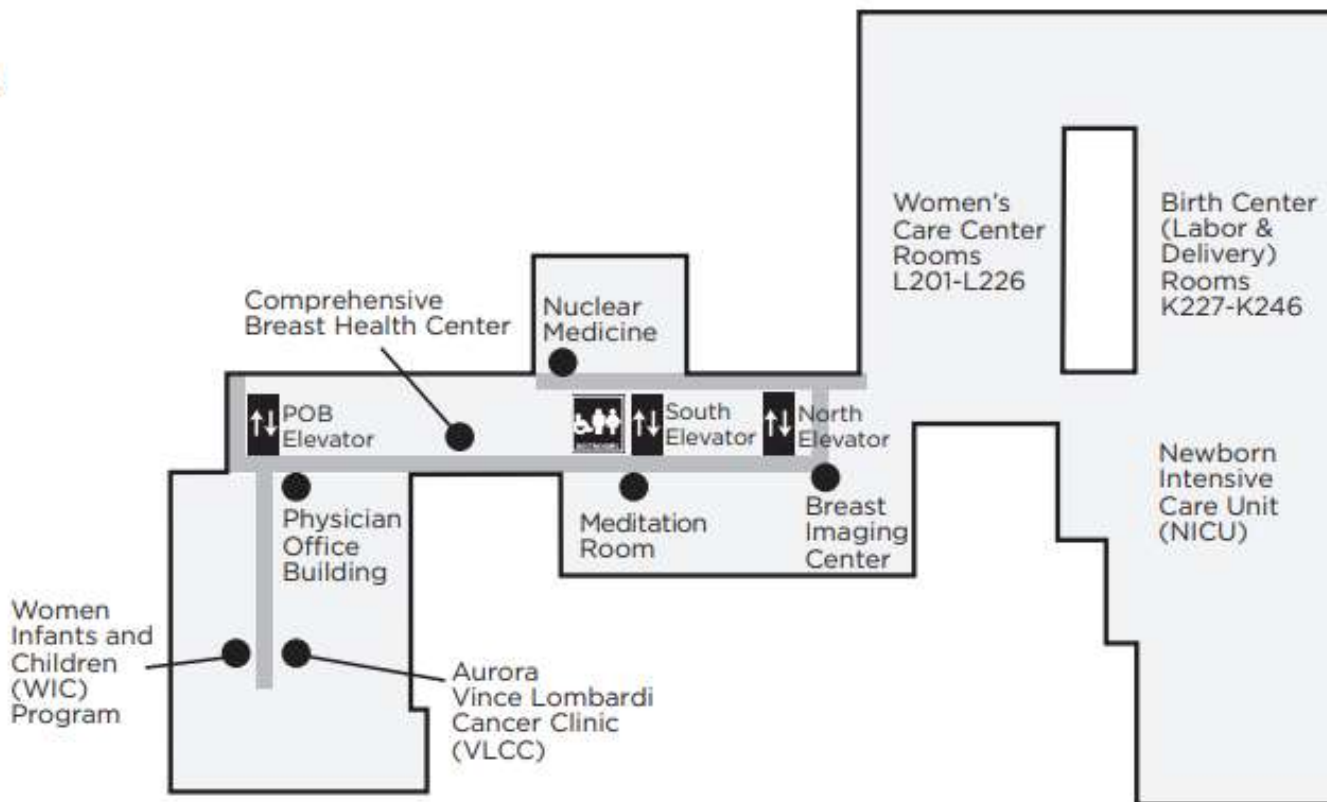 Women's
Care Center
Rooms
L201-L226
Birth Center
(Labor &
Delivery)
Rooms
K227-K246
Comprehensive
Breast Health Center
Nuclear
Medicine
POB
Elevator
South
Elevator
North
Elevator
Newborn
Intensive
Care Unit
(NICU)
Physician
Office
Building
Meditation
Room
Breast
Imaging
Center
Women
Infants and
Children
(WIC)
Program
Aurora
Vince Lombardi
Cancer Clinic
(VLCC)